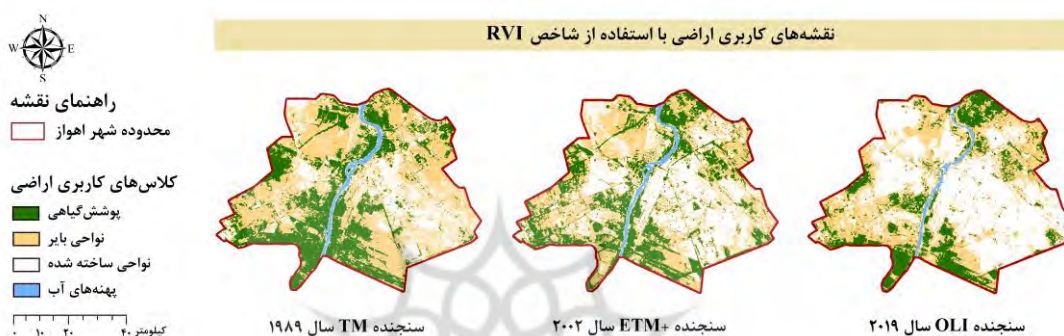 نقشه‌های کاربری اراضی با استفاده از شاخص RVI
N
W E
S
راهنمای نقشه
محدوده شهر اهواز
کلاس‌های کاربری اراضی
پوشش‌گیاهی
نواحی بایر
نواحی ساخته شده
پهنه‌های آب
۰ ۱۰ ۲۰ ۴۰ کیلومتر
سنجنده TM سال ۱۹۸۹
سنجنده ETM+ سال ۲۰۰۲
سنجنده OLI سال ۲۰۱۹